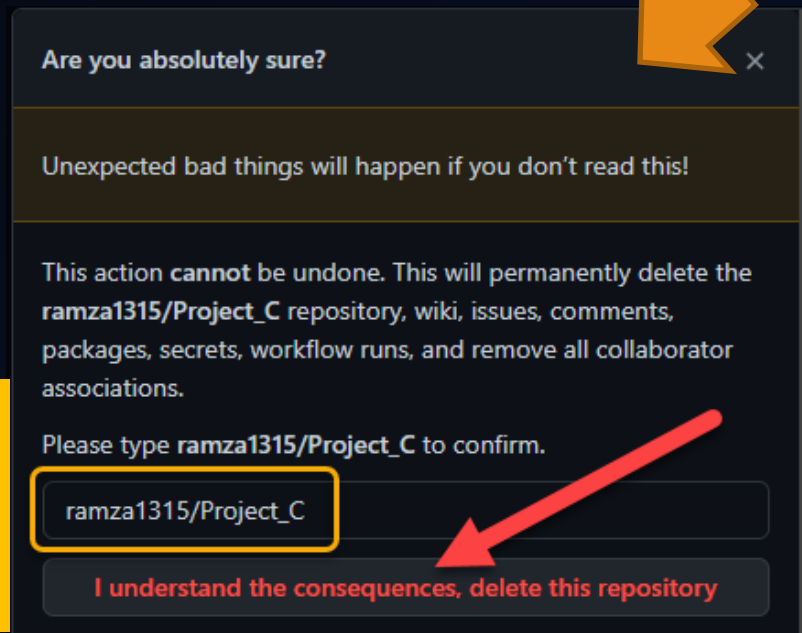 Are you absolutely sure?
Unexpected bad things will happen if you don’t read this!
This action cannot be undone. This will permanently delete the
ramza1315/Project_C repository, wiki, issues, comments,
packages, secrets, workflow runs, and remove all collaborator
associations.
Please type ramza1315/Project_C to confirm.
ramza1315/Project_C
I understand the consequences, delete this repository